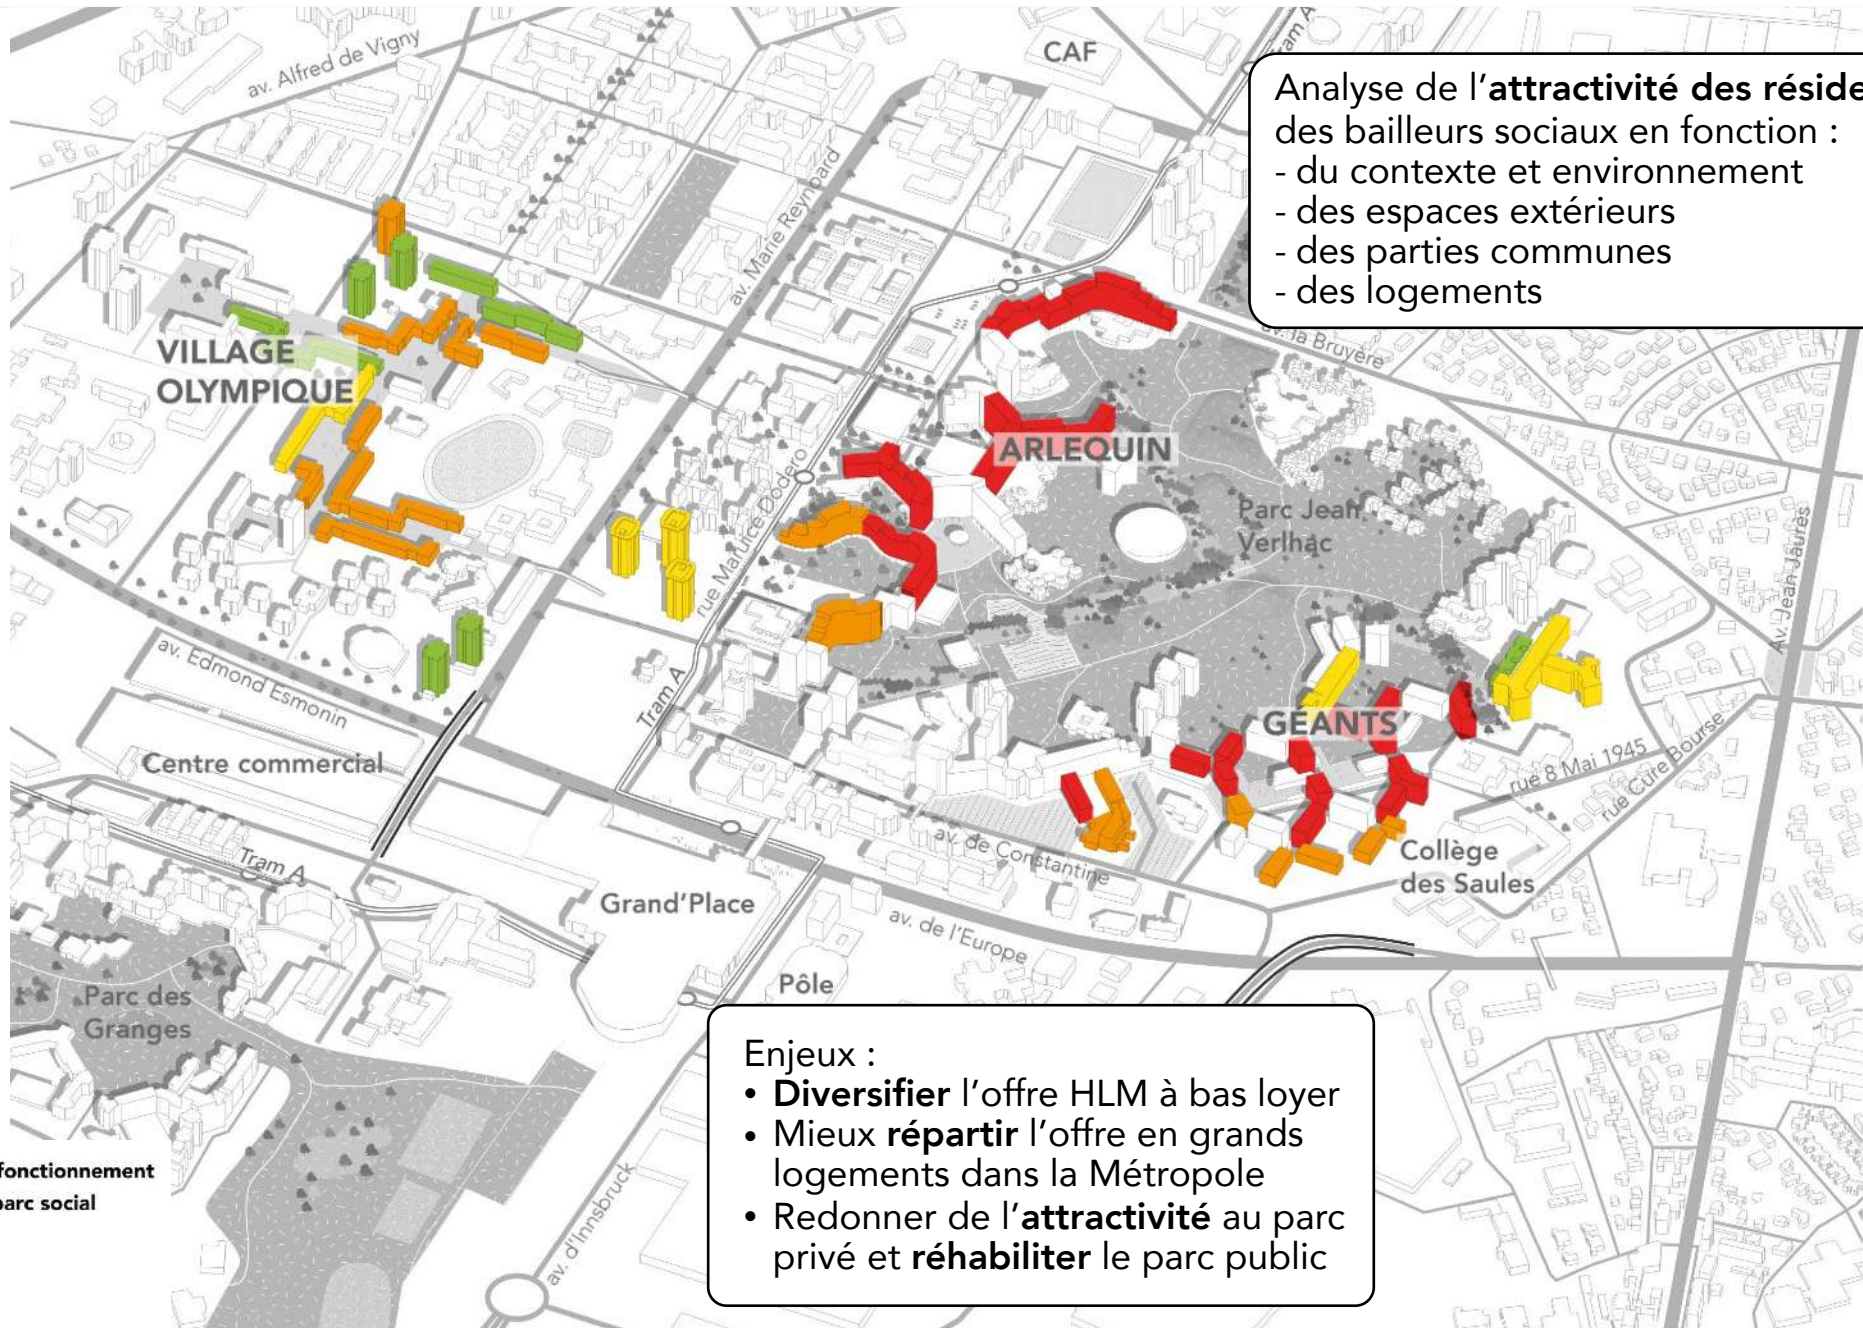 av. Alfred de Vigny
CAF
Tram A
Analyse de l'attractivité des réside
des bailleurs sociaux en fonction :
- du contexte et environnement
- des espaces extérieurs
- des parties communes
- des logements
av. Marie Reynoard
av. la Bruyère
VILLAGE
OLYMPIQUE
ARLEQUIN
Parc Jean
Verlhac
rue Maruice Dodero
Av. Jean Jaurès
av. Edmond Esmonin
Tram A
GÉANTS
rue 8 Mai 1945
rue Cure Bourse
Centre commercial
Tram A
av. de Constantine
Collège
des Saules
Grand'Place
av. de l'Europe
Pôle
Parc des
Granges
Enjeux :
• Diversifier l'offre HLM à bas loyer
• Mieux répartir l'offre en grands
logements dans la Métropole
• Redonner de l'attractivité au parc
privé et réhabiliter le parc public
fonctionnement
parc social
av. d'Innsbruck